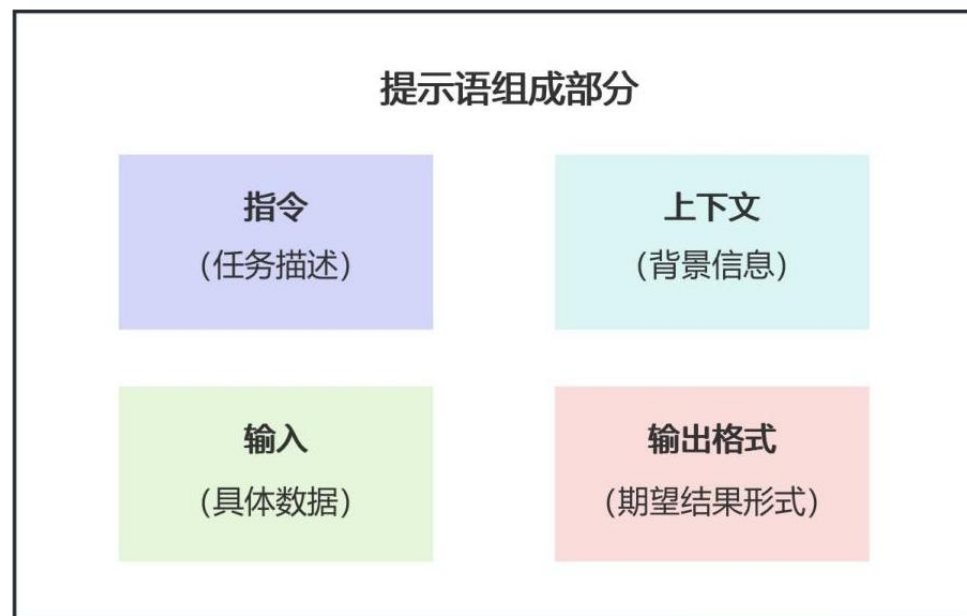 提示语组成部分
指令
（任务描述）
上下文
（背景信息）
输入
（具体数据）
输出格式
（期望结果形式）